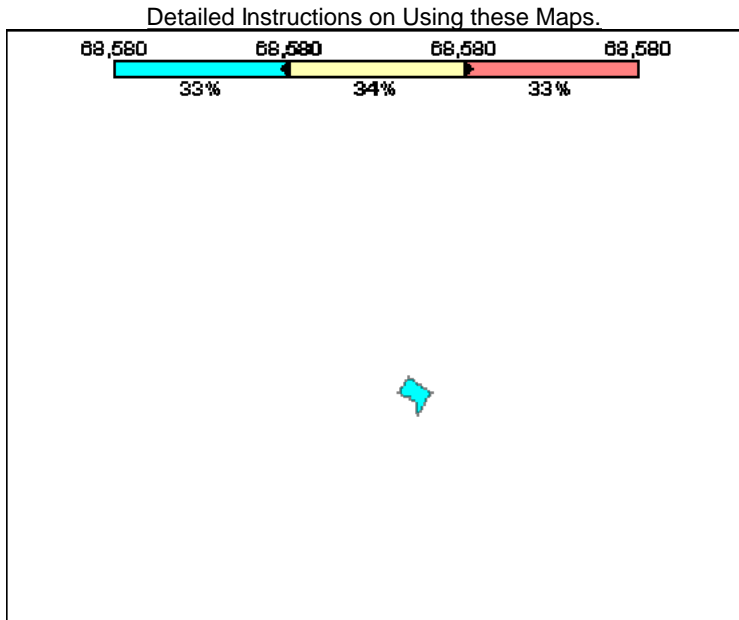 Detailed Instructions on Using these Maps.
68,580 68,580 68,580 68,580
33% 34% 33%